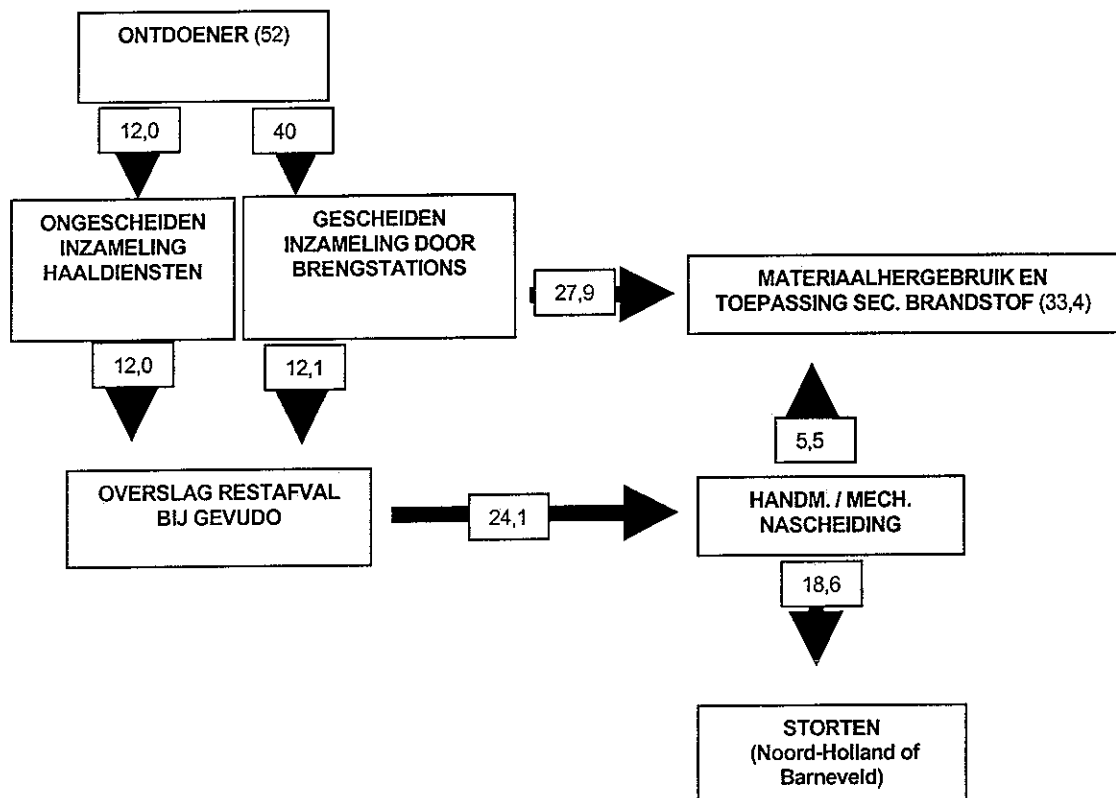 ONTDOENER (52)
12,0
40
ONGESCHEIDEN
INZAMELING
HAALDIENSTEN
GESCHEIDEN
INZAMELING DOOR
BRENGSTATIONS
27,9
MATERIAALHERGEBRUIK EN
TOEPASSING SEC. BRANDSTOF (33,4)
12,0
12,1
5,5
OVERSLAG RESTAFVAL
BIJ GEVUDO
24,1
HANDM. / MECH.
NASCHEIDING
18,6
STORTEN
(Noord-Holland of
Barneveld)